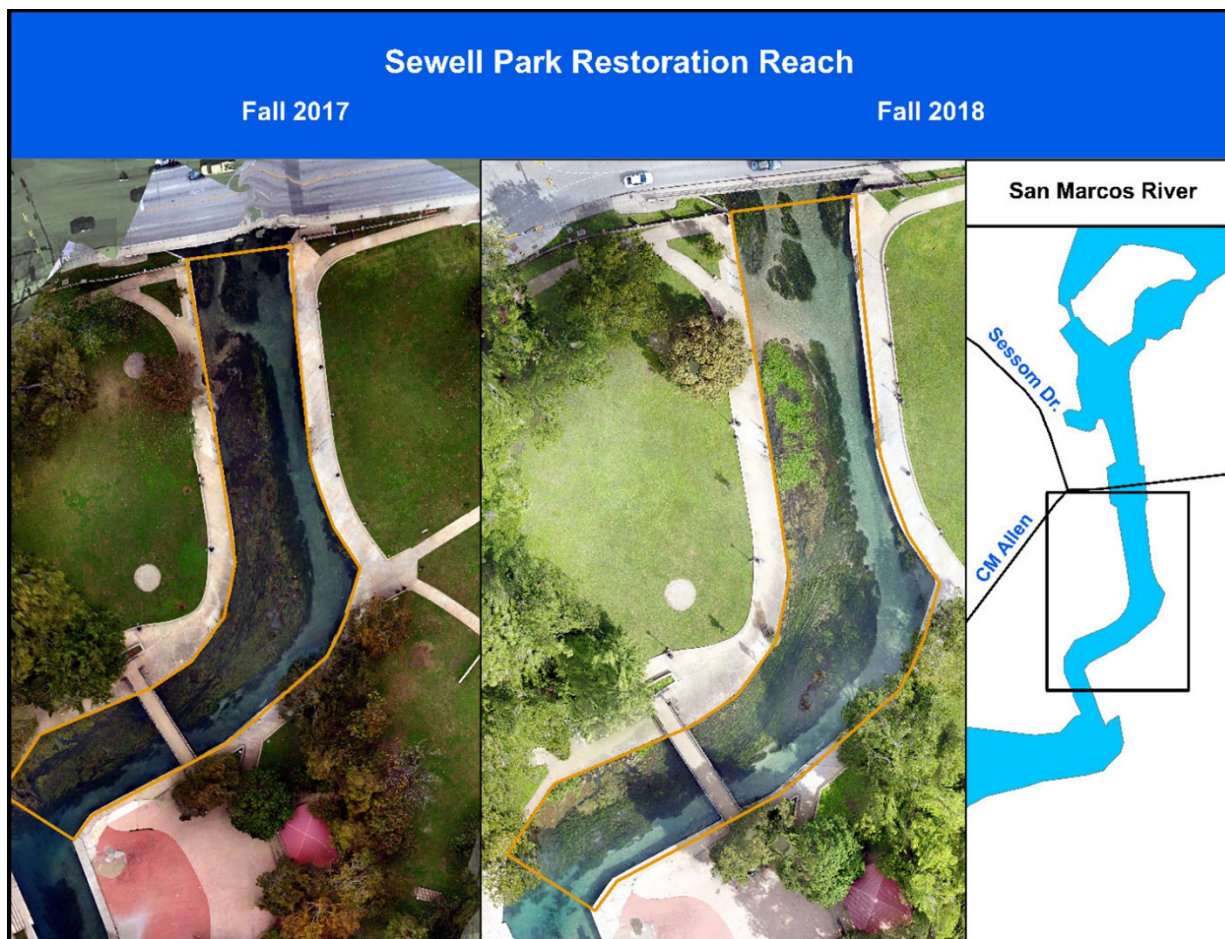 Sewell Park Restoration Reach
Fall 2017
Fall 2018
San Marcos River
Sessom Dr.
CM Allen